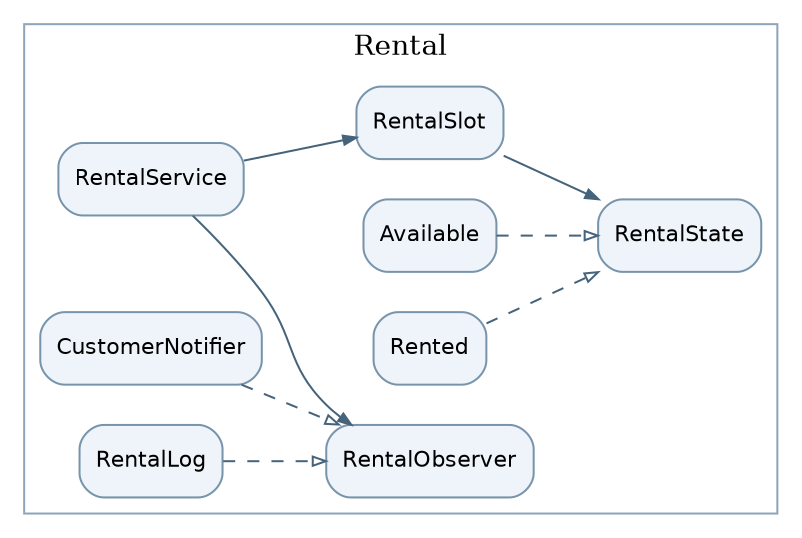 Rental
RentalSlot
RentalService
Available
RentalState
CustomerNotifier
Rented
RentalLog
RentalObserver